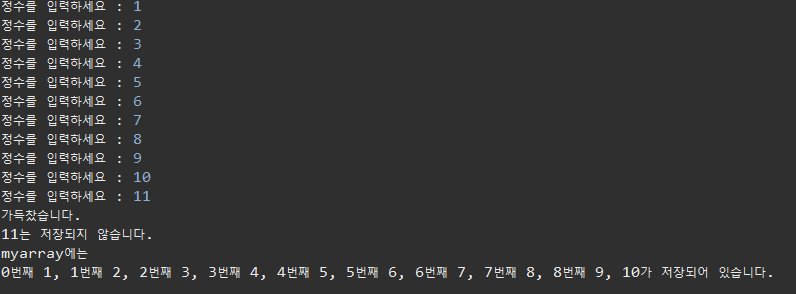 정수를 입력하세요 : 1
정수를 입력하세요 : 2
정수를 입력하세요 : 3
정수를 입력하세요 : 4
정수를 입력하세요 : 5
정수를 입력하세요 : 6
정수를 입력하세요 : 7
정수를 입력하세요 : 8
정수를 입력하세요 : 9
정수를 입력하세요 : 10
정수를 입력하세요 : 11
가득찼습니다.
11는 저장되지 않습니다.
myarray에는
0번째 1, 1번째 2, 2번째 3, 3번째 4, 4번째 5, 5번째 6, 6번째 7, 7번째 8, 8번째 9, 10가 저장되어 있습니다.